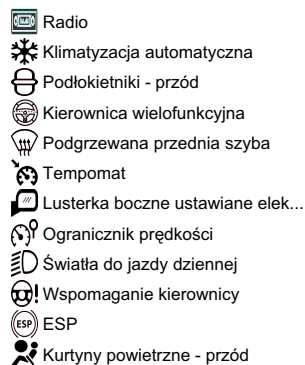 Radio
Klimatyzacja automatyczna
Podłokietniki - przód
Kierownica wielofunkcyjna
Podgrzewana przednia szyba
Tempomat
Lusterka boczne ustawiane elek...
Ogranicznik prędkości
Światła do jazdy dziennej
Wspomaganie kierownicy
ESP ESP
Kurtyny powietrzne - przód